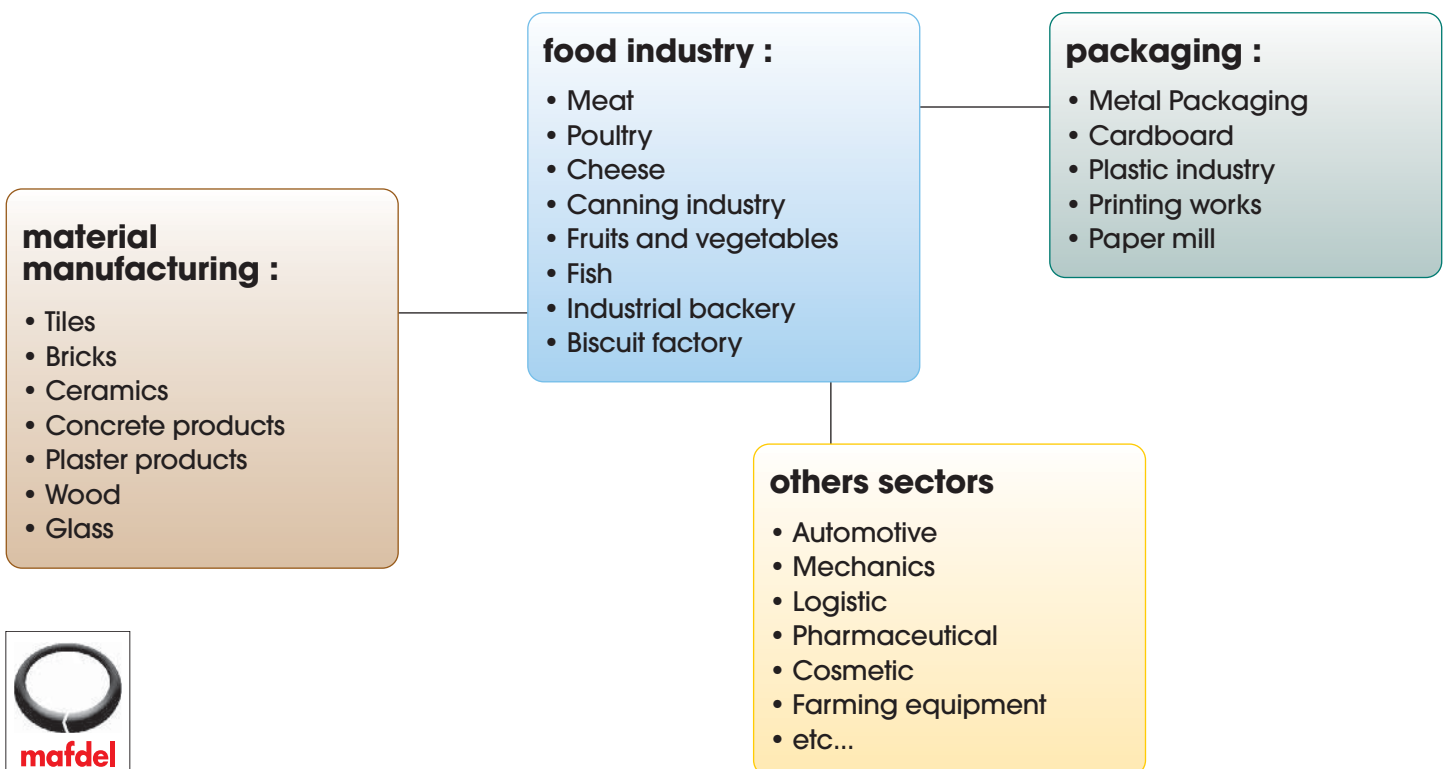 food industry :
• Meat
• Poultry
• Cheese
• Canning industry
• Fruits and vegetables
• Fish
• Industrial backery
• Biscuit factory
packaging :
• Metal Packaging
• Cardboard
• Plastic industry
• Printing works
• Paper mill
material
manufacturing :
• Tiles
• Bricks
• Ceramics
• Concrete products
• Plaster products
• Wood
• Glass
others sectors
• Automotive
• Mechanics
• Logistic
• Pharmaceutical
• Cosmetic
• Farming equipment
• etc...
mafdel